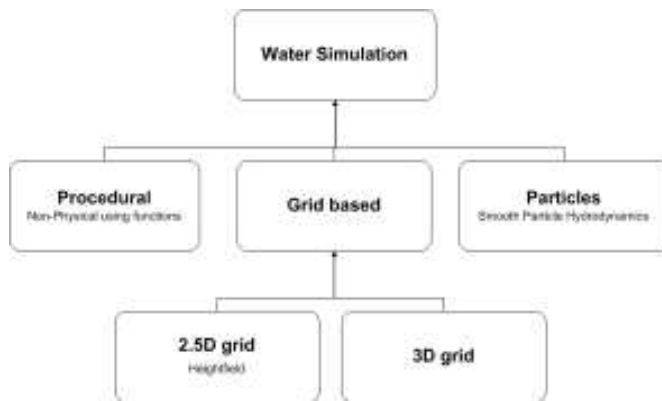 Water Simulation
Procedural
Non-Physical using functions
Grid based
Particles
Smooth Particle Hydrodynamics
2.5D grid
Heightfield
3D grid